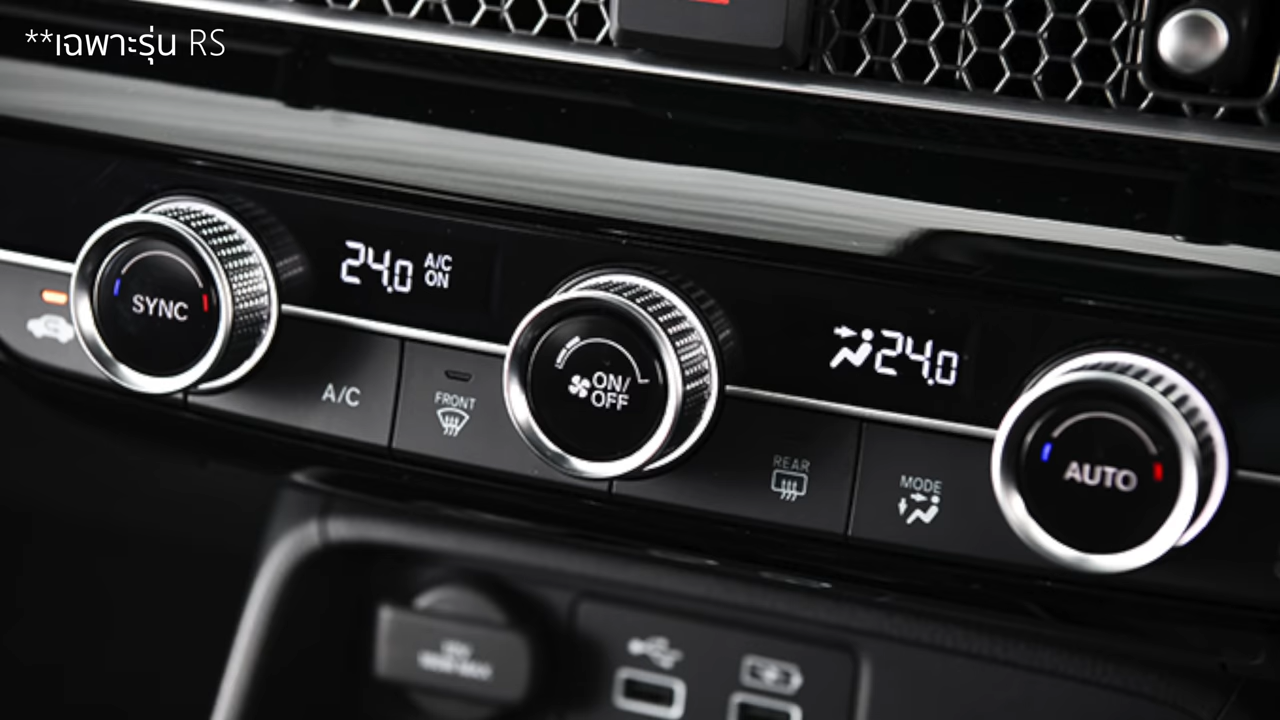 **เฉพาะรุ่น RS
SYNC
24.0
A/C
ON
A/C
FRONT
ON/
OFF
24.0
REAR
MODE
AUTO